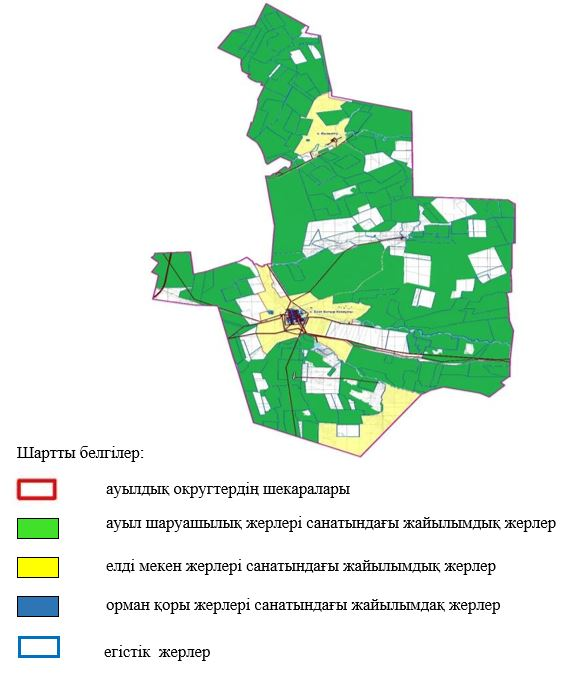 Шартты белгілер:
ауылдық округтердің шекаралары
ауыл шаруашылық жерлері санатындағы жайылымдық жерлер
елді мекен жерлері санатындағы жайылымдық жерлер
орман қоры жерлері санатындағы жайылымдақ жерлер
егістік жерлер